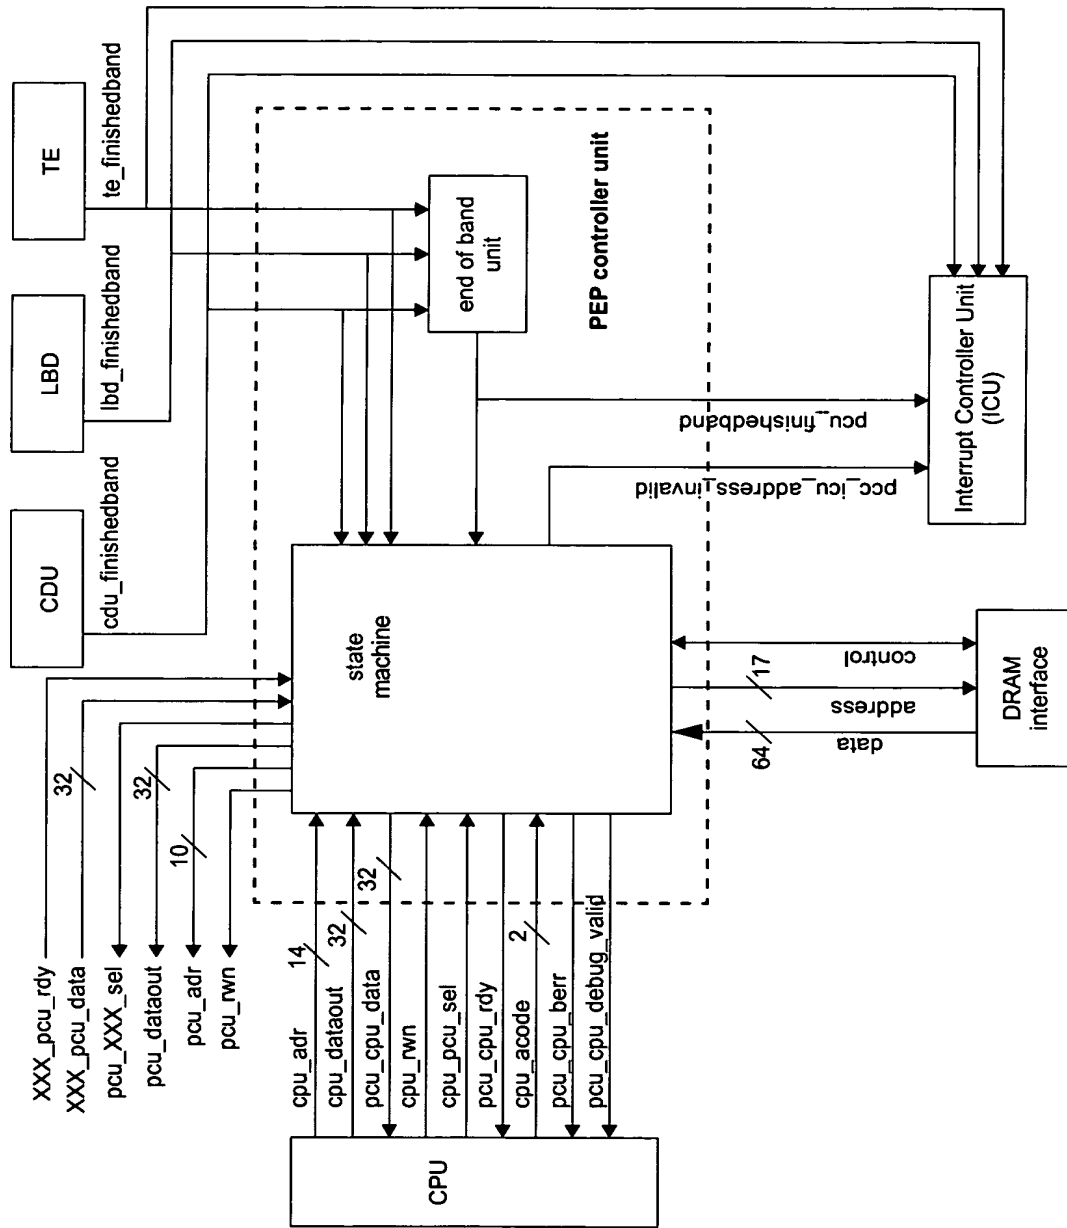 CDU
LBD
TE
cdu_finishedband
lbd_finishedband
te_finishedband
XXX_pcu_rdy
XXX_pcu_data
32
pcu_XXX_sel
pcu_dataout
32
pcu_adr
10
pcu_rwn
state
machine
end of band
unit
PEP controller unit
CPU
cpu_adr
14
cpu_dataout
32
pcu_cpu_data
32
cpu_rwn
cpu_pcu_sel
pcu_cpu_rdy
cpu_acode
2
pcu_cpu_berr
pcu_cpu_debug_valid
64
data
17
address
control
DRAM
interface
pcc_icu_address_invalid
pcu_finishedband
Interrupt Controller Unit
(ICU)